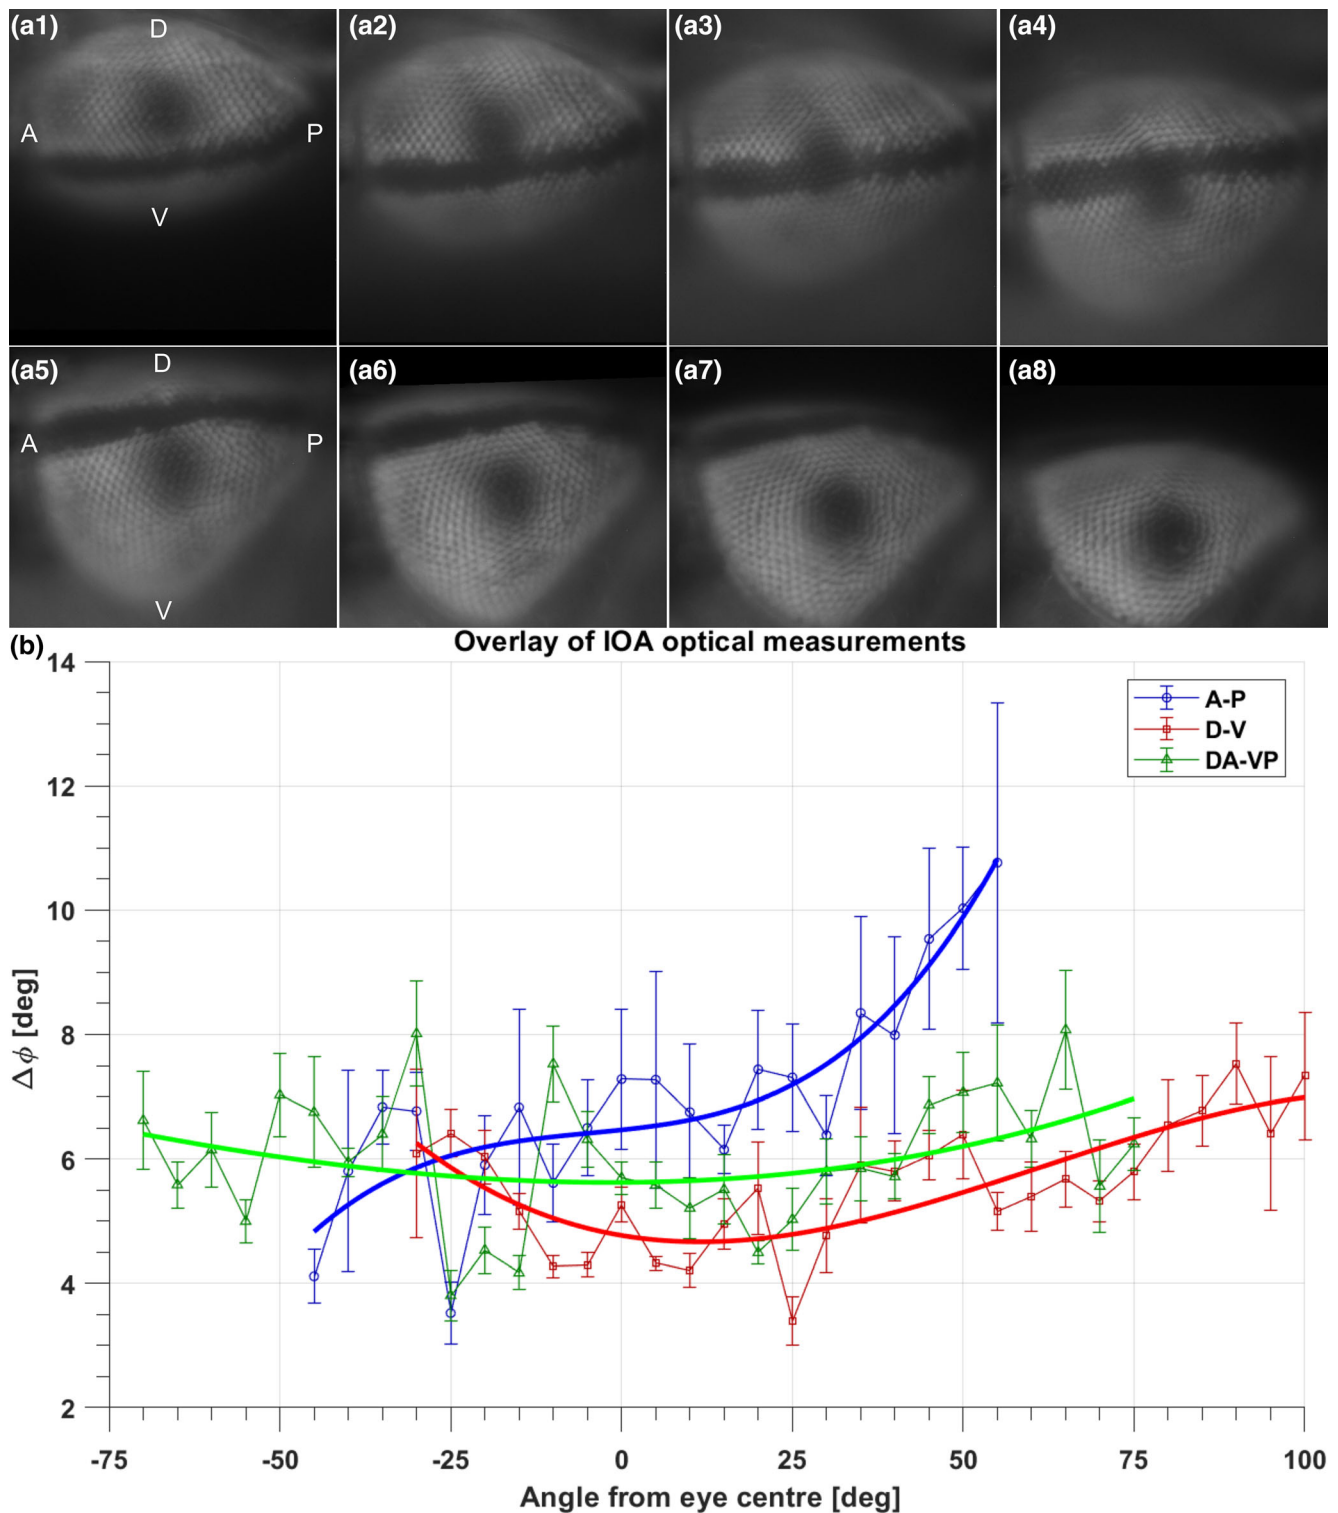 (a1) D (a2) (a3) (a4)
A P
V
(a5) D (a6) (a7) (a8)
A P
V
(b) Overlay of IOA optical measurements
14
A-P
D-V
DA-VP
12
10
8
6
4
2
Δϕ [deg]
-75 -50 -25 0 25 50 75 100
Angle from eye centre [deg]